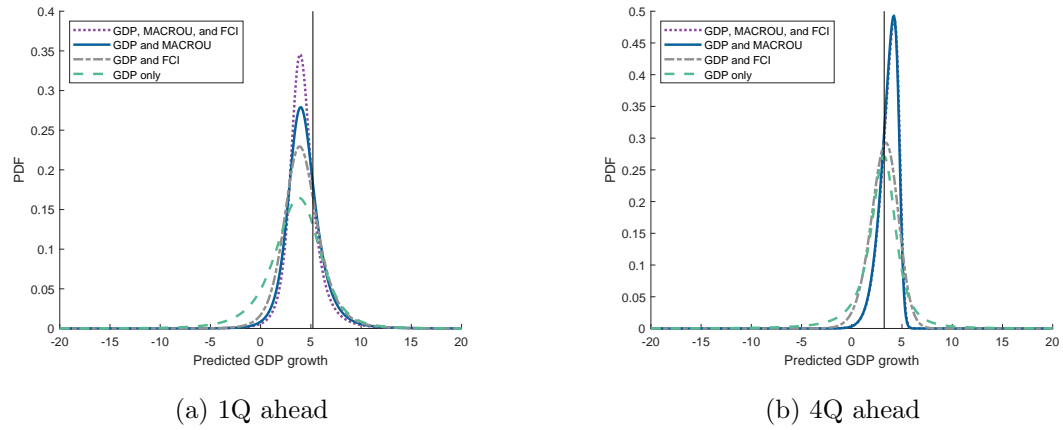 GDP, MACROU, and FCI
GDP and MACROU
GDP and FCI
GDP only
0.4
0.35
0.3
0.25
0.2
0.15
0.1
0.05
0
PDF
-20 -15 -10 -5 0 5 10 15 20
Predicted GDP growth
(a) 1Q ahead
GDP, MACROU, and FCI
GDP and MACROU
GDP and FCI
GDP only
0.5
0.45
0.4
0.35
0.3
0.25
0.2
0.15
0.1
0.05
0
PDF
-20 -15 -10 -5 0 5 10 15 20
Predicted GDP growth
(b) 4Q ahead